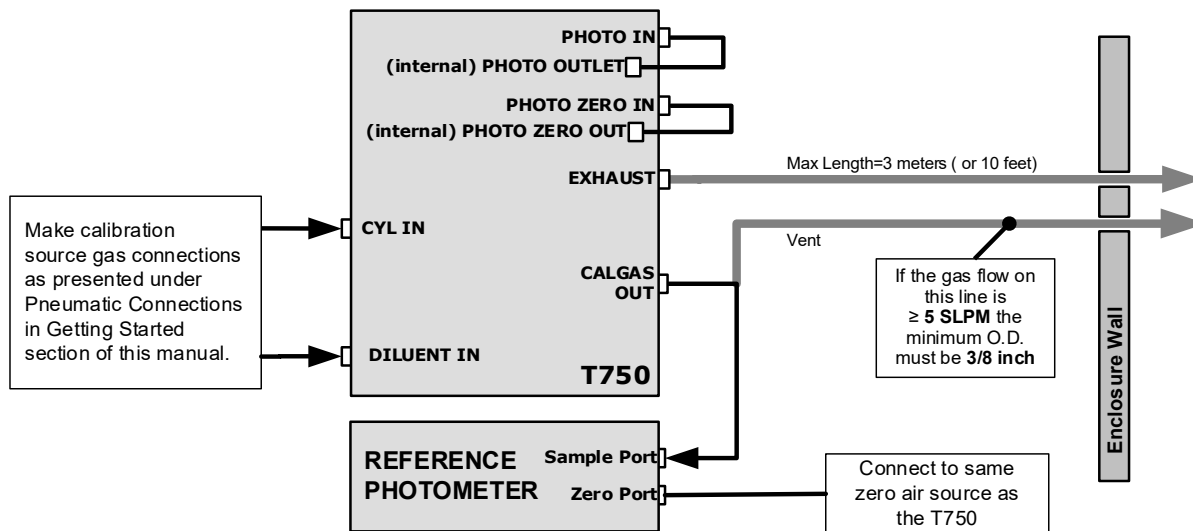 PHOTO IN
(internal) PHOTO OUTLET
PHOTO ZERO IN
(internal) PHOTO ZERO OUT
EXHAUST
Max Length=3 meters ( or 10 feet)
Make calibration
source gas connections
as presented under
Pneumatic Connections
in Getting Started
section of this manual.
CYL IN
Vent
CALGAS
OUT
If the gas flow on
this line is
≥ 5 SLPM the
minimum O.D.
must be 3/8 inch
DILUENT IN
T750
Enclosure Wall
REFERENCE
PHOTOMETER
Sample Port
Zero Port
Connect to same
zero air source as
the T750